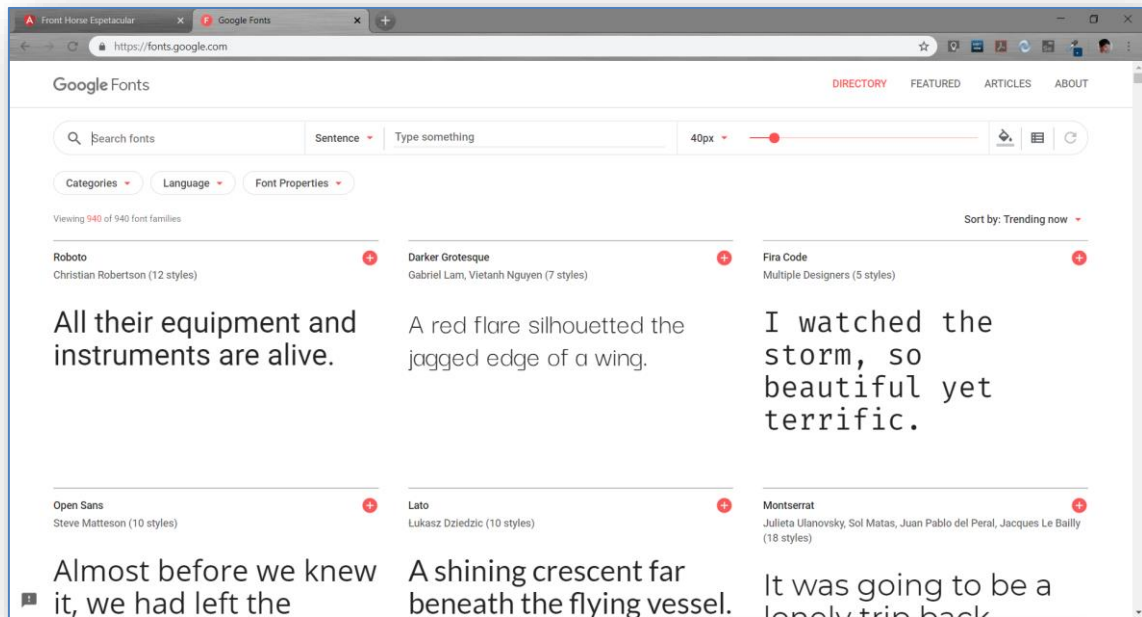 Front Horse Espetacular
Google Fonts
https://fonts.google.com
Google Fonts
DIRECTORY FEATURED ARTICLES ABOUT
Search fonts Sentence Type something 40px
Categories Language Font Properties
Viewing 940 of 940 font families Sort by: Trending now
Roboto
Christian Robertson (12 styles)
All their equipment and
instruments are alive.
Darker Grotesque
Gabriel Lam, Vietanh Nguyen (7 styles)
A red flare silhouetted the
jagged edge of a wing.
Fira Code
Multiple Designers (5 styles)
I watched the
storm, so
beautiful yet
terrific.
Open Sans
Steve Matteson (10 styles)
Almost before we knew
it, we had left the
Lato
Łukasz Dziedzic (10 styles)
A shining crescent far
beneath the flying vessel.
Montserrat
Julieta Ulanovsky, Sol Matas, Juan Pablo del Peral, Jacques Le Bailly
(18 styles)
It was going to be a
lonely trip back